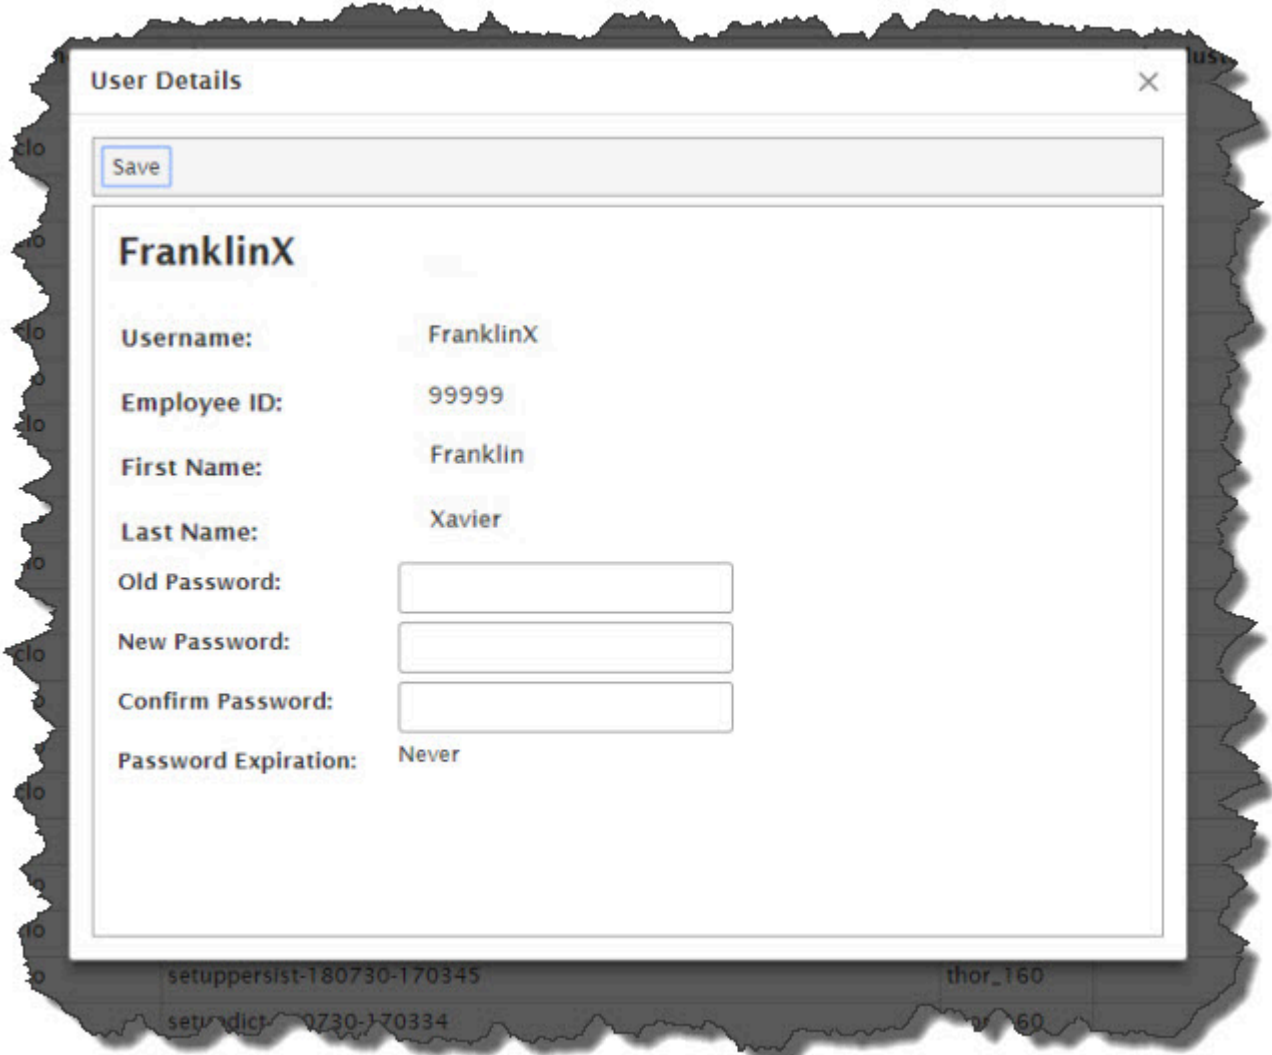 User Details
Save
FranklinX
Username: FranklinX
Employee ID: 99999
First Name: Franklin
Last Name: Xavier
Old Password:
New Password:
Confirm Password:
Password Expiration: Never
setuppersist-180730-170345 thor_160